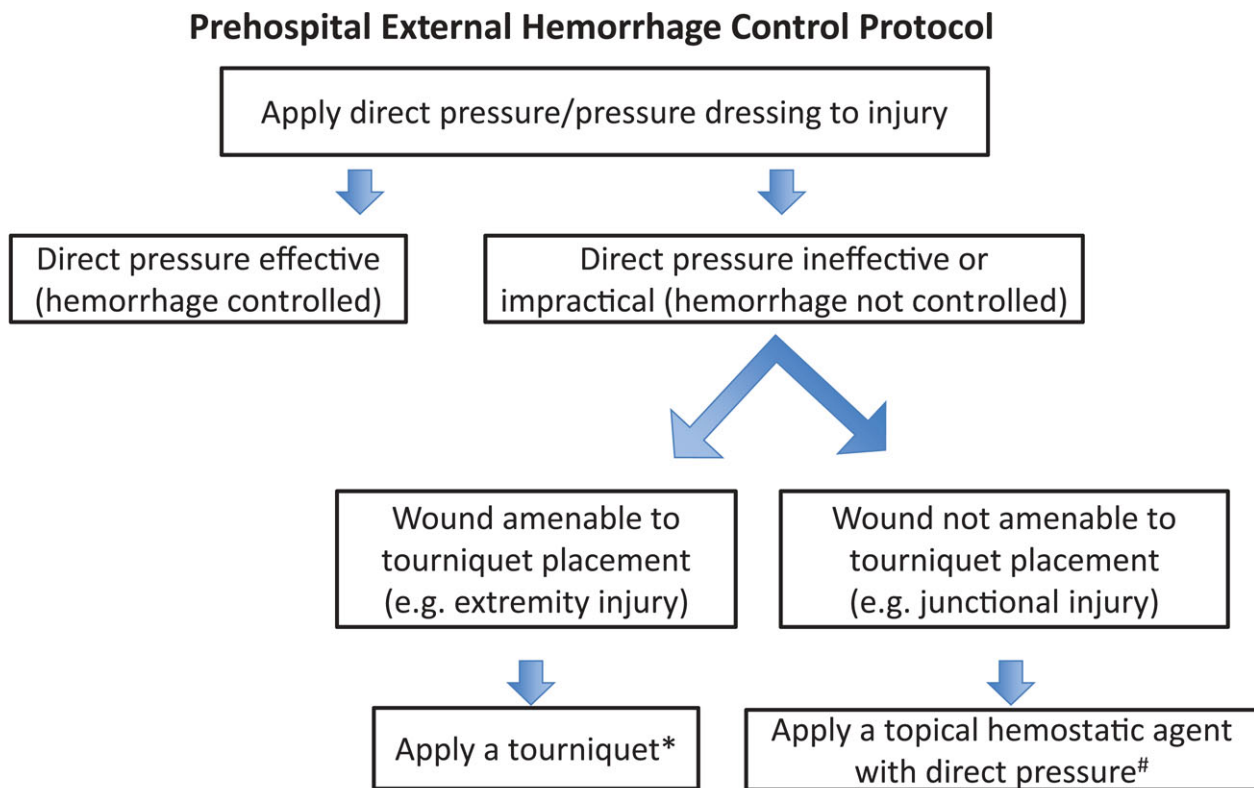 Prehospital External Hemorrhage Control Protocol
Apply direct pressure/pressure dressing to injury
Direct pressure effective
(hemorrhage controlled)
Direct pressure ineffective or
impractical (hemorrhage not controlled)
Wound amenable to
tourniquet placement
(e.g. extremity injury)
Wound not amenable to
tourniquet placement
(e.g. junctional injury)
Apply a tourniquet*
Apply a topical hemostatic agent
with direct pressure#